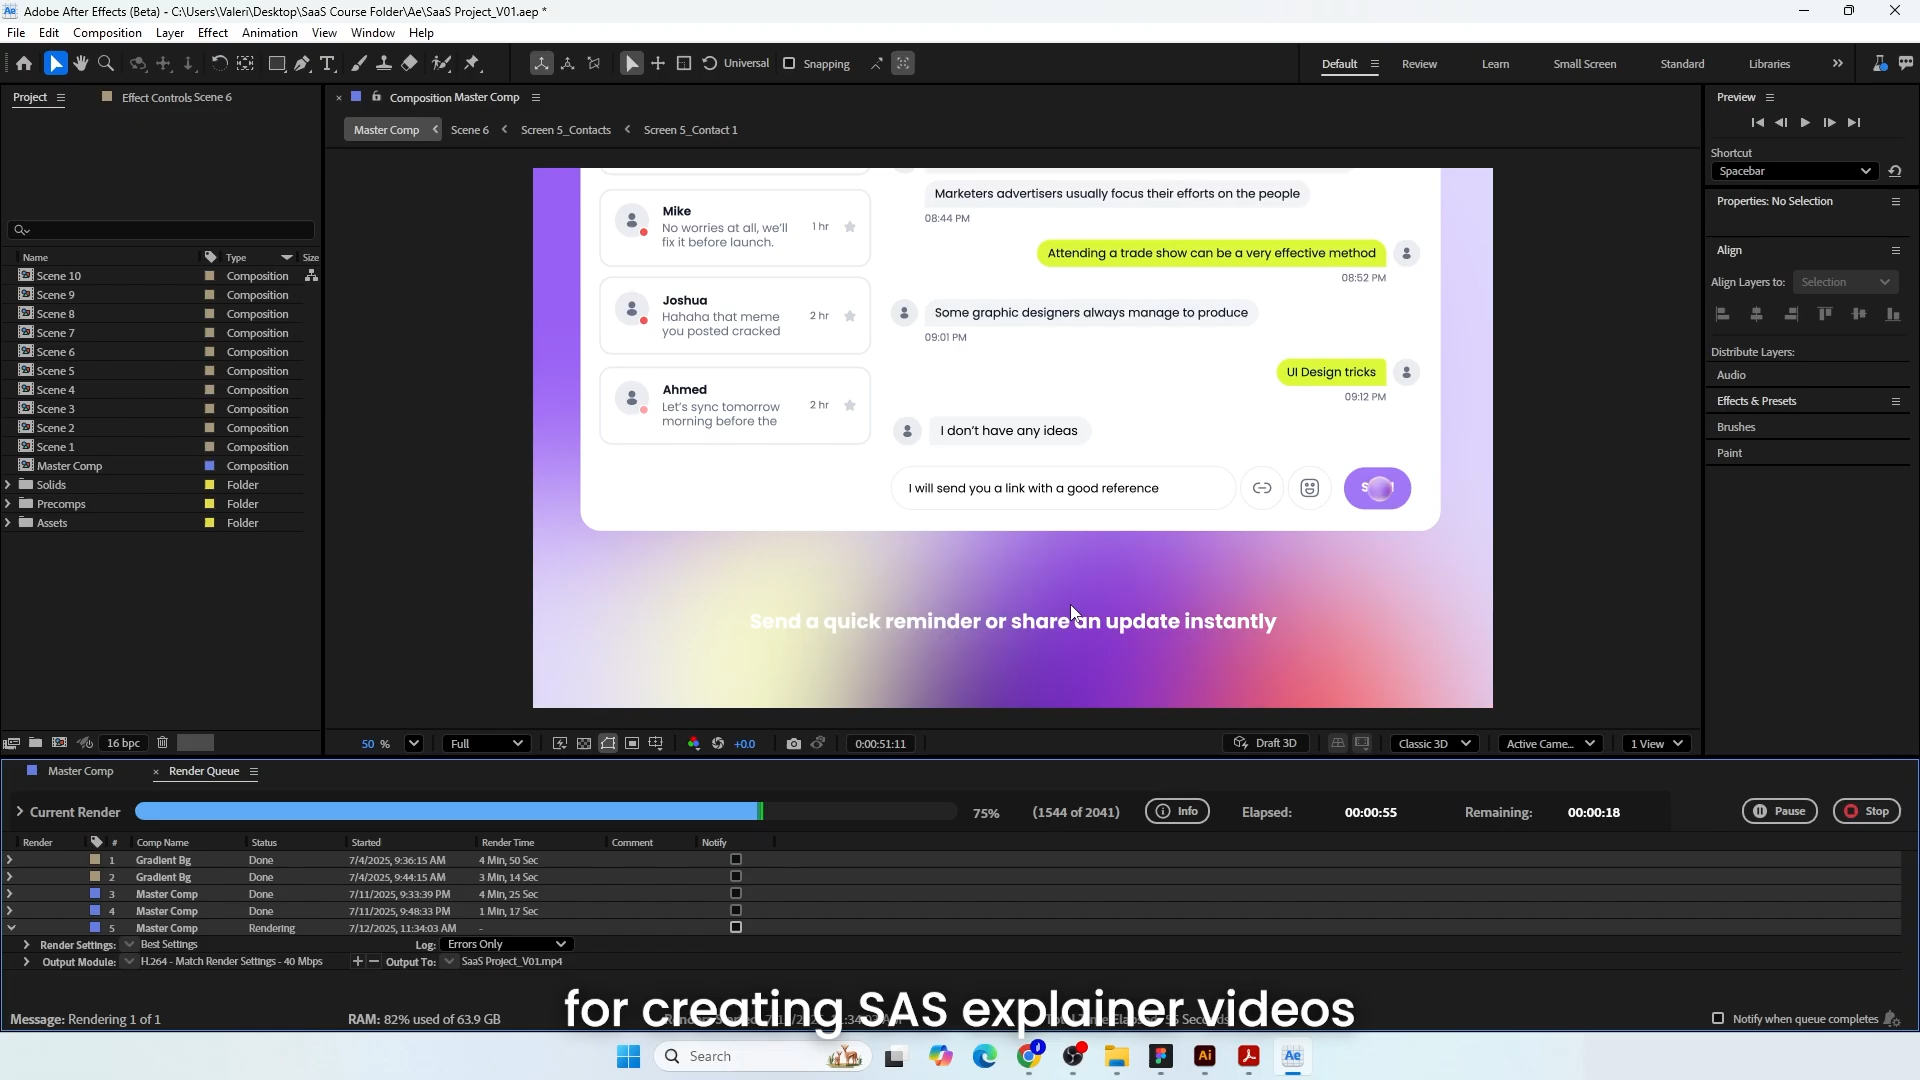 Adobe After Effects (Beta) - C:\Users\Valeri\Desktop\SaaS Course Folder\Ae\SaaS Project_V01.aep *
File Edit Composition Layer Effect Animation View Window Help
Universal Snapping Default Review Learn Small Screen Standard Libraries
Project Effect Controls Scene 6
Composition Master Comp
Master Comp Scene 6 Screen 5_Contacts Screen 5_Contact 1
Name Type Size
Scene 10 Composition
Scene 9 Composition
Scene 8 Composition
Scene 7 Composition
Scene 6 Composition
Scene 5 Composition
Scene 4 Composition
Scene 3 Composition
Scene 2 Composition
Scene 1 Composition
Master Comp Composition
Solids Folder
Precomps Folder
Assets Folder
16 bpc
Mike
No worries at all, we'll
fix it before launch.
1 hr
Joshua
Hahaha that meme
you posted cracked
2 hr
Ahmed
Let's sync tomorrow
morning before the
2 hr
Marketers advertisers usually focus their efforts on the people
08:44 PM
Attending a trade show can be a very effective method
08:52 PM
Some graphic designers always manage to produce
09:01 PM
UI Design tricks
09:12 PM
I don't have any ideas
I will send you a link with a good reference
Send a quick reminder or share an update instantly
50 % Full +0.0 0:00:51:11 Draft 3D Classic 3D Active Came... 1 View
Preview
Shortcut
Spacebar
Properties: No Selection
Align
Align Layers to: Selection
Distribute Layers:
Audio
Effects & Presets
Brushes
Paint
Master Comp Render Queue
Current Render 75% (1544 of 2041) Info Elapsed: 00:00:55 Remaining: 00:00:18 Pause Stop
Render # Comp Name Status Started Render Time Comment Notify
1 Gradient Bg Done 7/4/2025, 9:36:15 AM 4 Min, 50 Sec
2 Gradient Bg Done 7/4/2025, 9:44:15 AM 3 Min, 14 Sec
3 Master Comp Done 7/11/2025, 9:33:39 PM 4 Min, 25 Sec
4 Master Comp Done 7/11/2025, 9:48:33 PM 1 Min, 17 Sec
5 Master Comp Rendering 7/12/2025, 11:34:03 AM -
Render Settings: Best Settings Log: Errors Only
Output Module: H.264 - Match Render Settings - 40 Mbps + − Output To: SaaS Project_V01.mp4
for creating SAS explainer videos
Message: Rendering 1 of 1 RAM: 82% used of 63.9 GB Notify when queue completes
Search